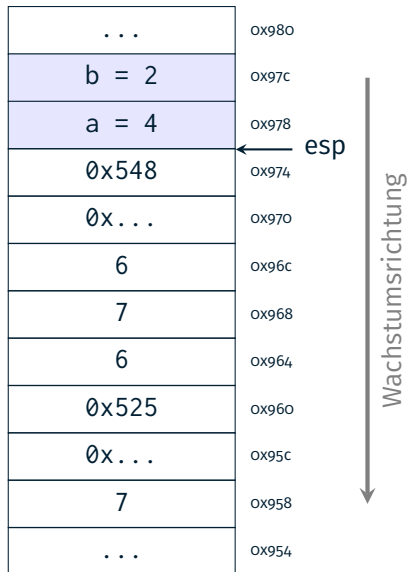 ... 0x980
b = 2 0x97c
a = 4 0x978
esp
0x548 0x974
0x... 0x970
6 0x96c
7 0x968
6 0x964
0x525 0x960
0x... 0x95c
7 0x958
... 0x954
Wachstumsrichtung